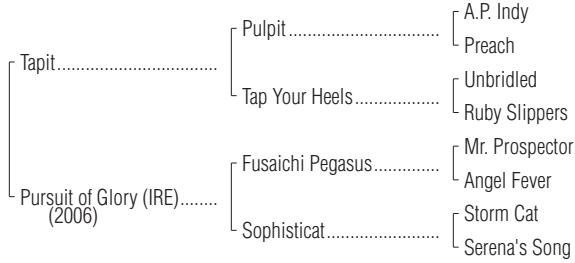 A.P. Indy
Pulpit
Preach
Tapit
Unbridled
Tap Your Heels
Ruby Slippers
Mr. Prospector
Fusaichi Pegasus
Angel Fever
Pursuit of Glory (IRE)
(2006)
Storm Cat
Sophisticat
Serena's Song